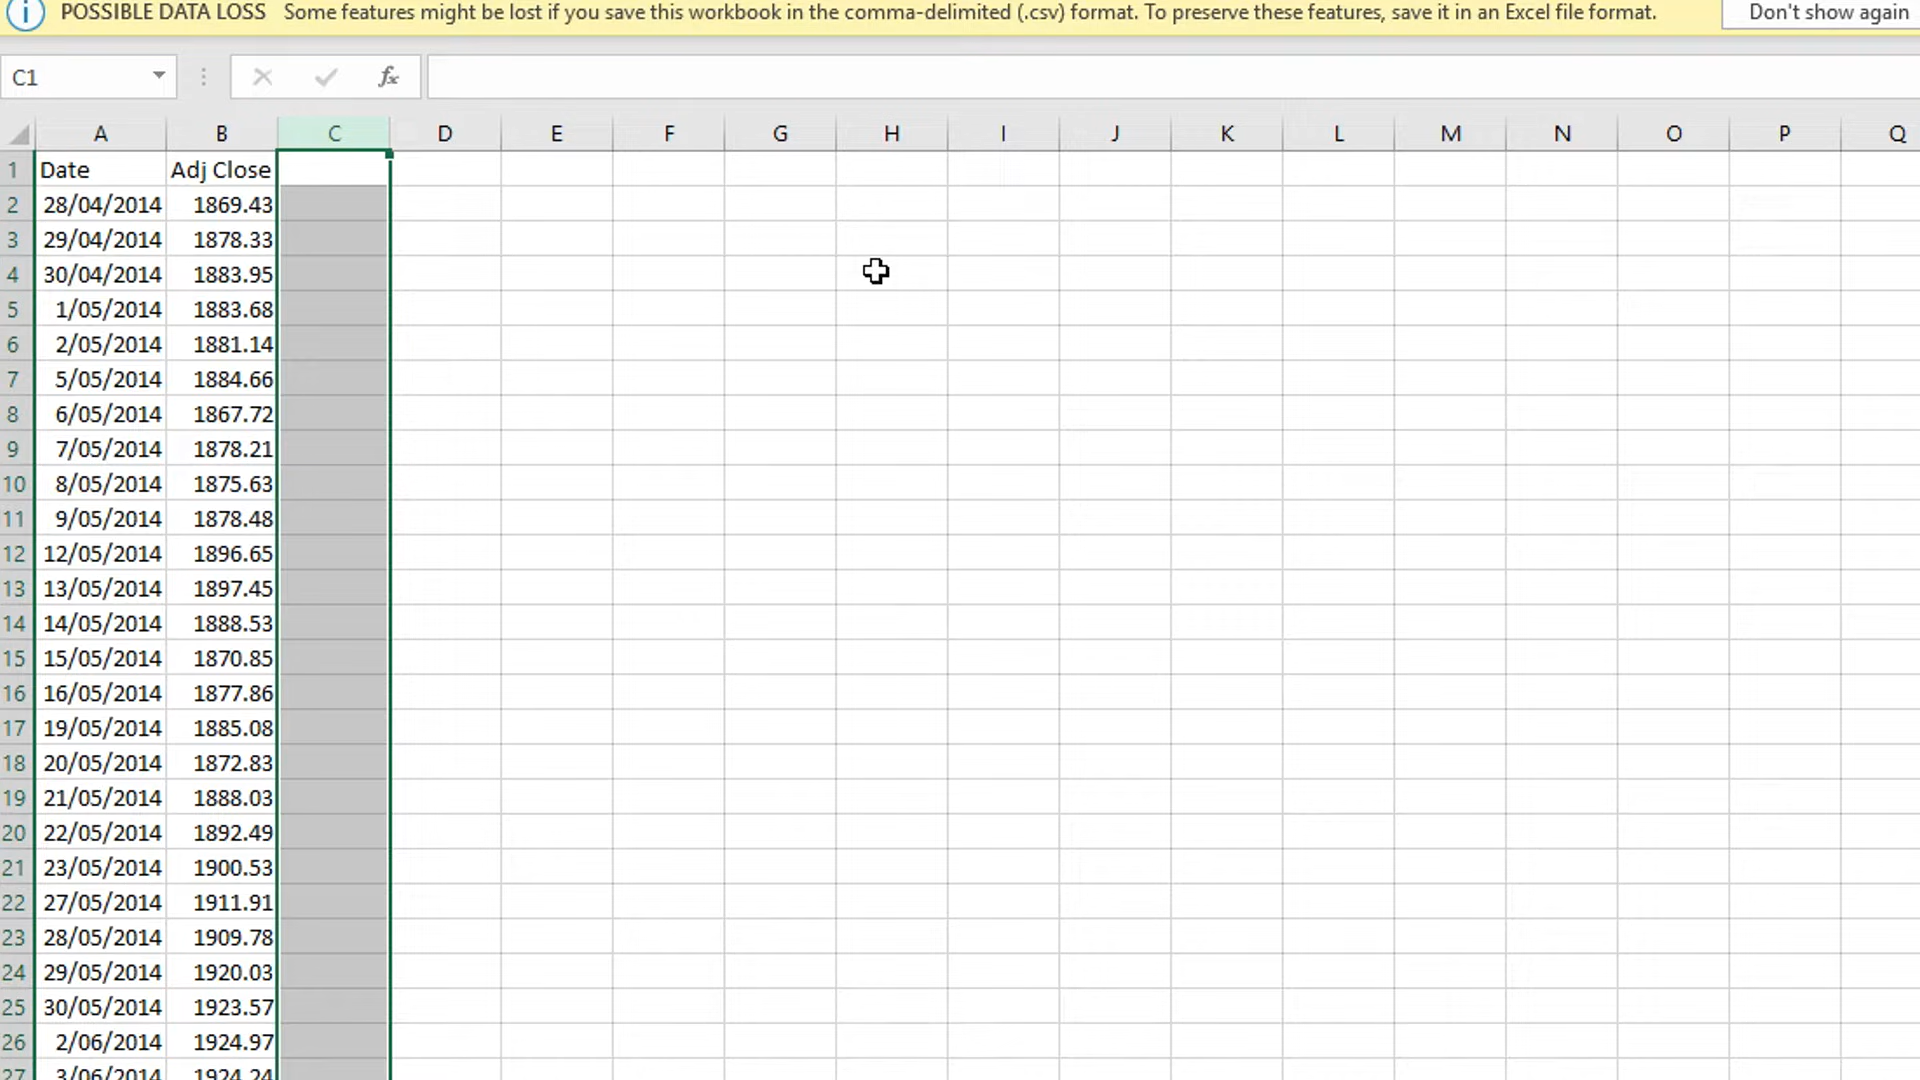 POSSIBLE DATA LOSS Some features might be lost if you save this workbook in the comma-delimited (.csv) format. To preserve these features, save it in an Excel file format. Don't show again
C1 fx
A B C D E F G H I J K L M N O P Q
1 Date Adj Close
2 28/04/2014 1869.43
3 29/04/2014 1878.33
4 30/04/2014 1883.95
5 1/05/2014 1883.68
6 2/05/2014 1881.14
7 5/05/2014 1884.66
8 6/05/2014 1867.72
9 7/05/2014 1878.21
10 8/05/2014 1875.63
11 9/05/2014 1878.48
12 12/05/2014 1896.65
13 13/05/2014 1897.45
14 14/05/2014 1888.53
15 15/05/2014 1870.85
16 16/05/2014 1877.86
17 19/05/2014 1885.08
18 20/05/2014 1872.83
19 21/05/2014 1888.03
20 22/05/2014 1892.49
21 23/05/2014 1900.53
22 27/05/2014 1911.91
23 28/05/2014 1909.78
24 29/05/2014 1920.03
25 30/05/2014 1923.57
26 2/06/2014 1924.97
27 3/06/2014 1924.24